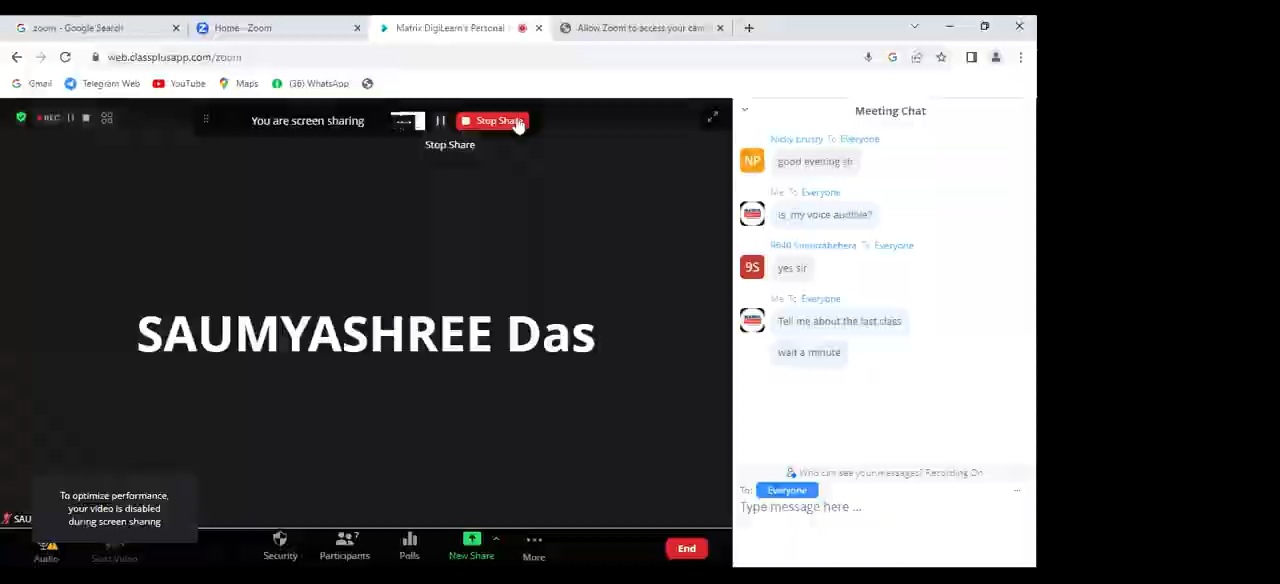 zoom - Google Search
Home - Zoom
Matrix DigiLearn's Personal
Allow Zoom to access your cam
web.classplusapp.com/zoom
Gmail
Telegram Web
YouTube
Maps
(36) WhatsApp
REC
You are screen sharing
Stop Share
Stop Share
SAUMYASHREE Das
To optimize performance,
your video is disabled
during screen sharing
SAU
Audio
Start Video
Security
Participants
7
Polls
New Share
More
End
Meeting Chat
To Everyone
NP
good evening sir
Me To Everyone
is my voice audible?
To Everyone
9S
yes sir
Me To Everyone
Tell me about the last class
wait a minute
Who can see your messages? Recording On
To: Everyone
Type message here ...